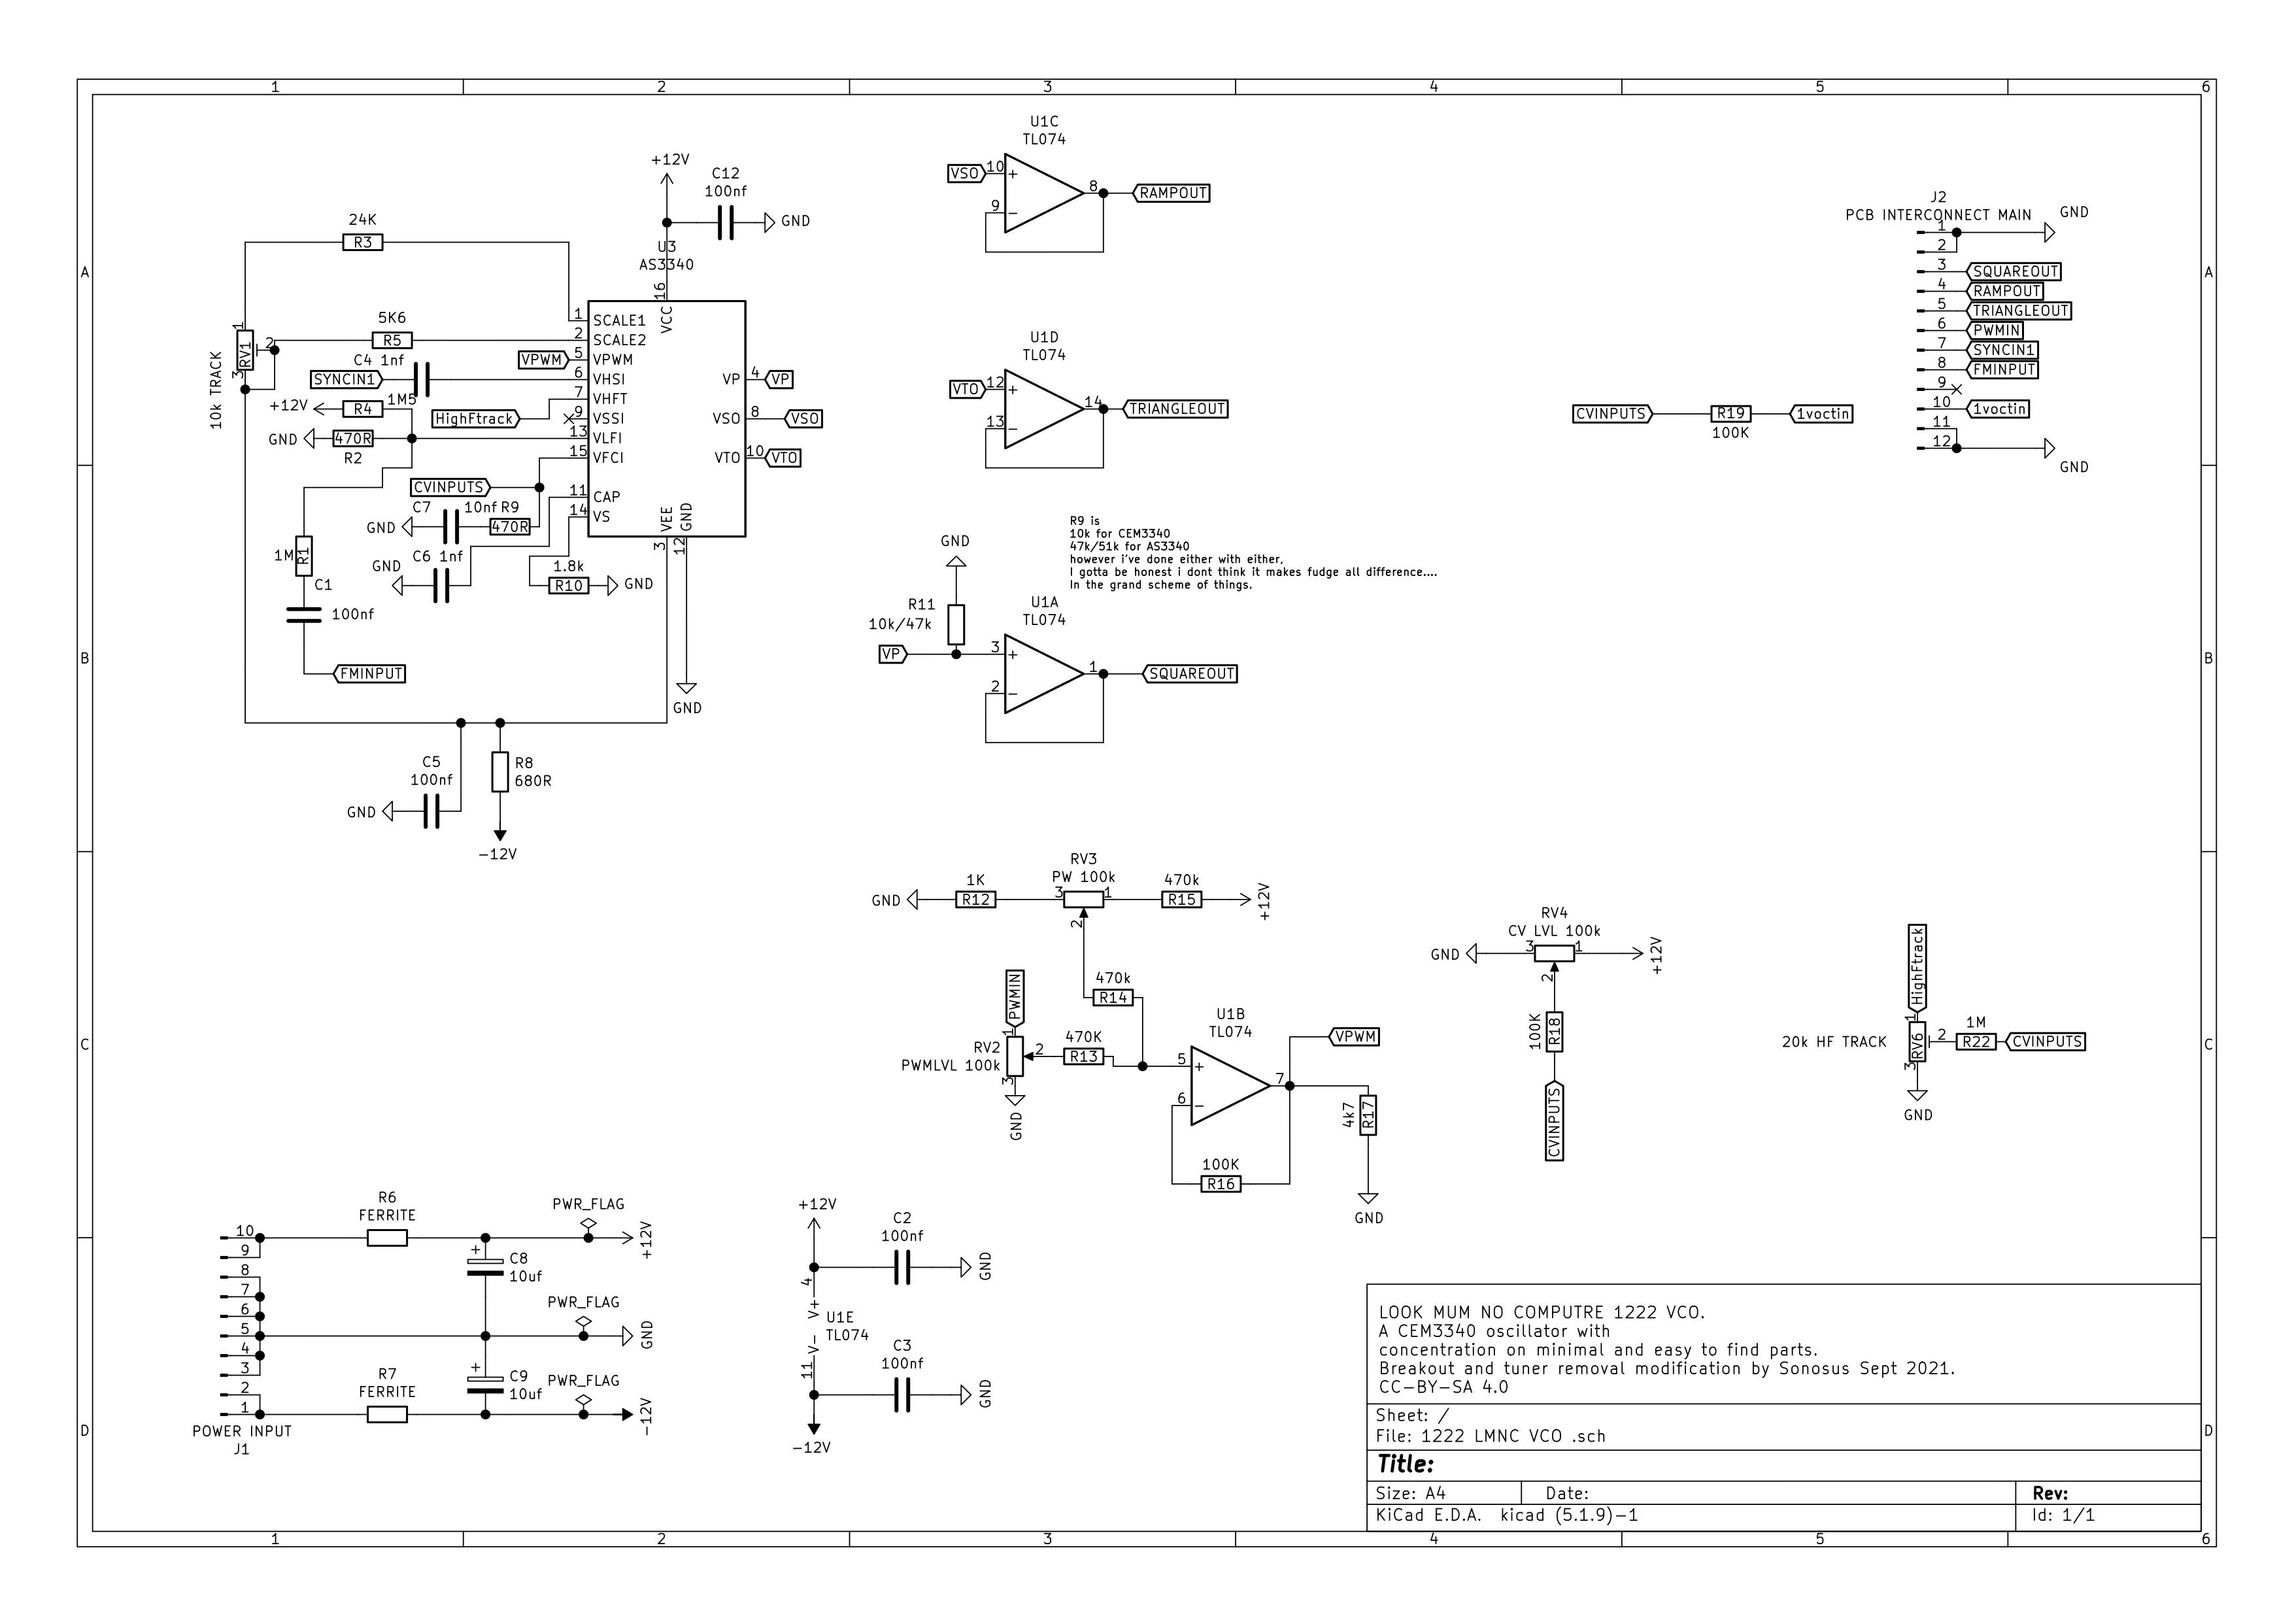 1 2 3 4 5 6
A
B
C
D
A
B
C
D
1 2 3 4 5 6
24K
R3
+12V
C12
100nf
GND
U3
AS3340
16
VCC
10k TRACK
RV1
1
2
3
5K6
R5
C4 1nf
SYNCIN1
VPWM
+12V
R4
1M5
HighFtrack
GND
470R
R2
CVINPUTS
C7
10nf
R9
470R
GND
C6 1nf
GND
1M
R1
C1
100nf
FMINPUT
1.8k
R10
GND
1 SCALE1
2 SCALE2
5 VPWM
6 VHSI
7 VHFT
9 VSSI
13 VLFI
15 VFCI
11 CAP
14 VS
VP 4 VP
VSO 8 VSO
VTO 10 VTO
VEE
3
GND
12
GND
C5
100nf
GND
R8
680R
-12V
U1C
TL074
VSO 10
+
9
-
8 RAMPOUT
U1D
TL074
VTO 12
+
13
-
14 TRIANGLEOUT
R9 is
10k for CEM3340
47k/51k for AS3340
however i've done either with either,
I gotta be honest i dont think it makes fudge all difference....
In the grand scheme of things.
GND
R11
10k/47k
VP
U1A
TL074
3
+
2
-
1 SQUAREOUT
CVINPUTS R19 1voctin
100K
J2
PCB INTERCONNECT MAIN
GND
1
2
3 SQUAREOUT
4 RAMPOUT
5 TRIANGLEOUT
6 PWMIN
7 SYNCIN1
8 FMINPUT
9
10 1voctin
11
12
GND
RV3
PW 100k
GND
1K
R12
3
1
2
470k
R15
+12V
PWMIN
470k
R14
RV2
PWMLVL 100k
1
2
3
GND
470K
R13
U1B
TL074
5
+
6
-
7
VPWM
100K
R16
4k7
R17
GND
RV4
CV LVL 100k
GND
3
1
2
+12V
100K
R18
CVINPUTS
HighFtrack
20k HF TRACK
RV6
1
2
3
1M
R22
CVINPUTS
GND
10
9
8
7
6
5
4
3
2
1
POWER INPUT
J1
R6
FERRITE
PWR_FLAG
+12V
+
C8
10uf
PWR_FLAG
GND
R7
FERRITE
+
C9
10uf
PWR_FLAG
-12V
+12V
C2
100nf
GND
4
V+
U1E
TL074
V-
11
C3
100nf
GND
-12V
LOOK MUM NO COMPUTRE 1222 VCO.
A CEM3340 oscillator with
concentration on minimal and easy to find parts.
Breakout and tuner removal modification by Sonosus Sept 2021.
CC-BY-SA 4.0
Sheet: /
File: 1222 LMNC VCO .sch
Title:
Size: A4 Date: Rev:
KiCad E.D.A. kicad (5.1.9)-1 Id: 1/1